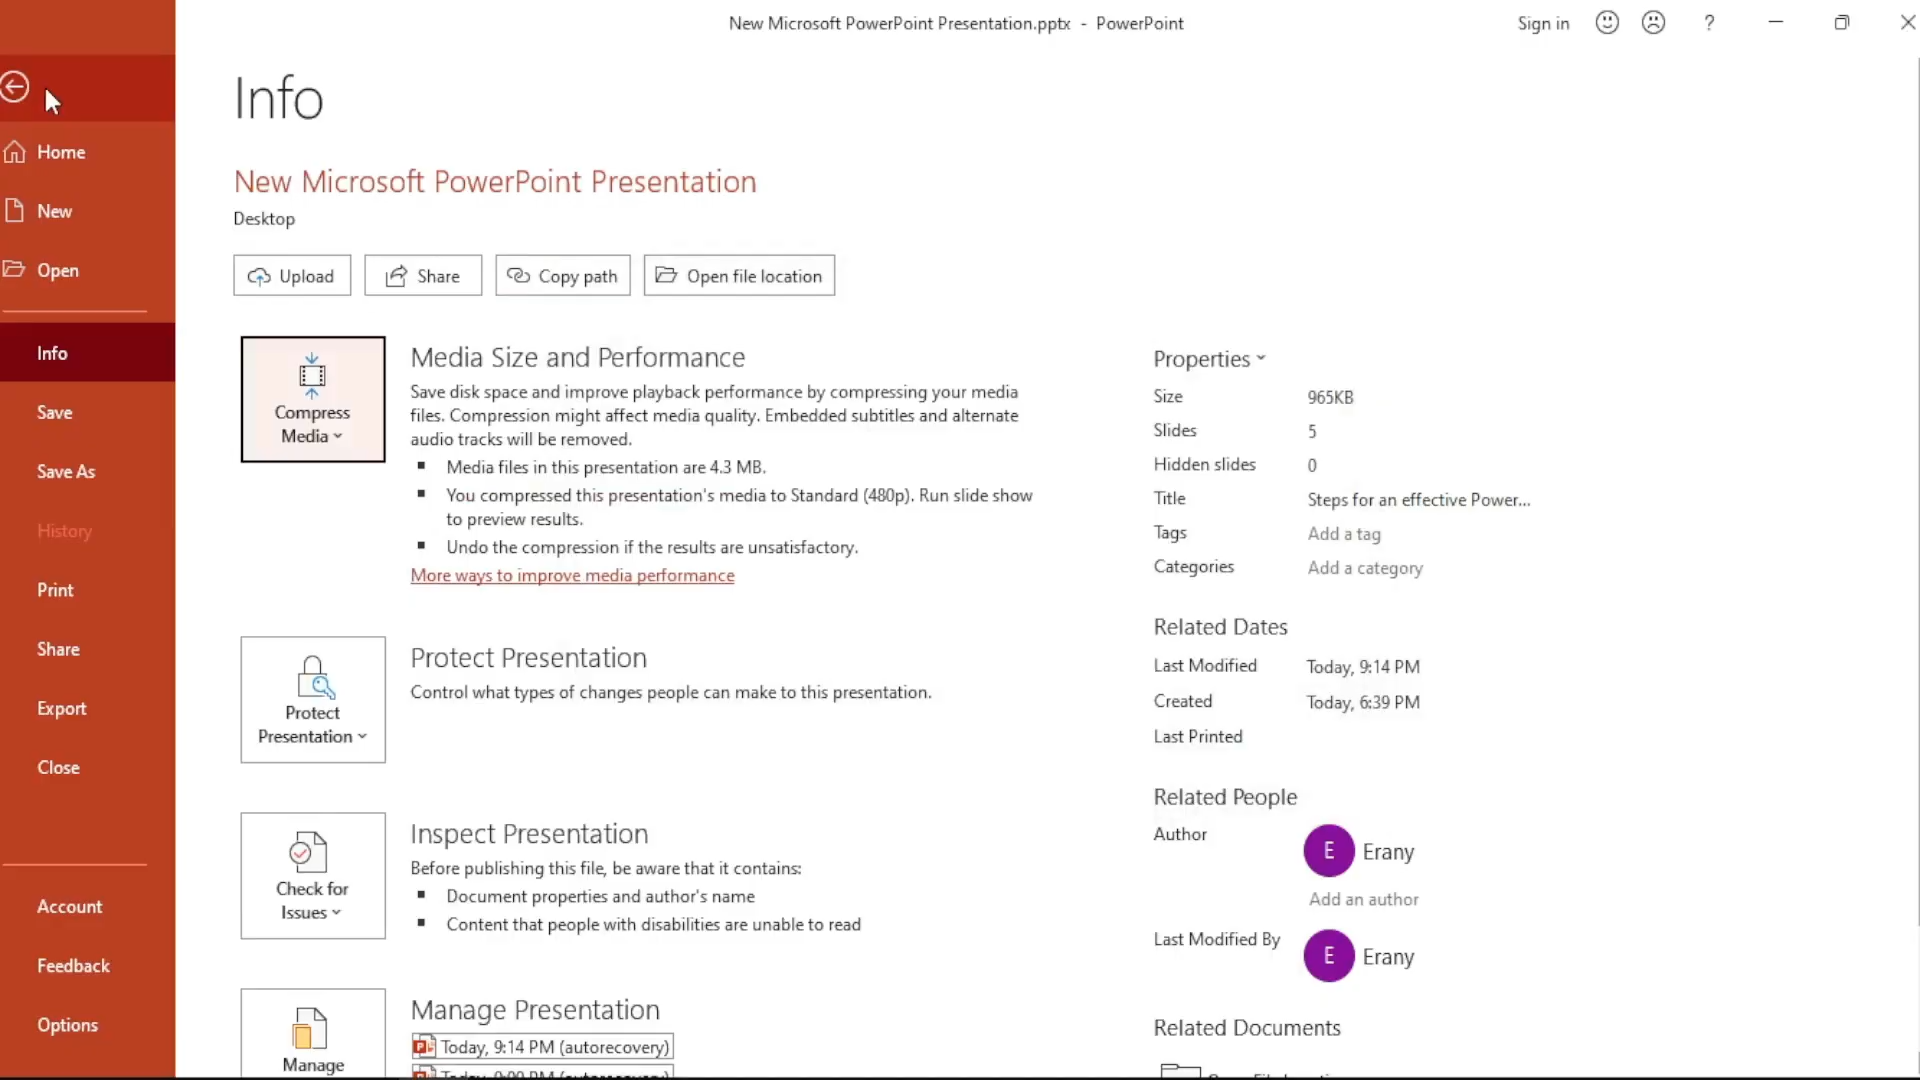 New Microsoft PowerPoint Presentation.pptx - PowerPoint
Sign in
?
Home
New
Open
Info
Save
Save As
History
Print
Share
Export
Close
Account
Feedback
Options
Info
New Microsoft PowerPoint Presentation
Desktop
Upload
Share
Copy path
Open file location
Compress
Media
Media Size and Performance
Save disk space and improve playback performance by compressing your media
files. Compression might affect media quality. Embedded subtitles and alternate
audio tracks will be removed.
Media files in this presentation are 4.3 MB.
You compressed this presentation's media to Standard (480p). Run slide show
to preview results.
Undo the compression if the results are unsatisfactory.
More ways to improve media performance
Protect
Presentation
Protect Presentation
Control what types of changes people can make to this presentation.
Check for
Issues
Inspect Presentation
Before publishing this file, be aware that it contains:
Document properties and author's name
Content that people with disabilities are unable to read
Manage
Manage Presentation
Today, 9:14 PM (autorecovery)
Properties
Size 965KB
Slides 5
Hidden slides 0
Title Steps for an effective Power...
Tags Add a tag
Categories Add a category
Related Dates
Last Modified Today, 9:14 PM
Created Today, 6:39 PM
Last Printed
Related People
Author
E Erany
Add an author
Last Modified By
E Erany
Related Documents